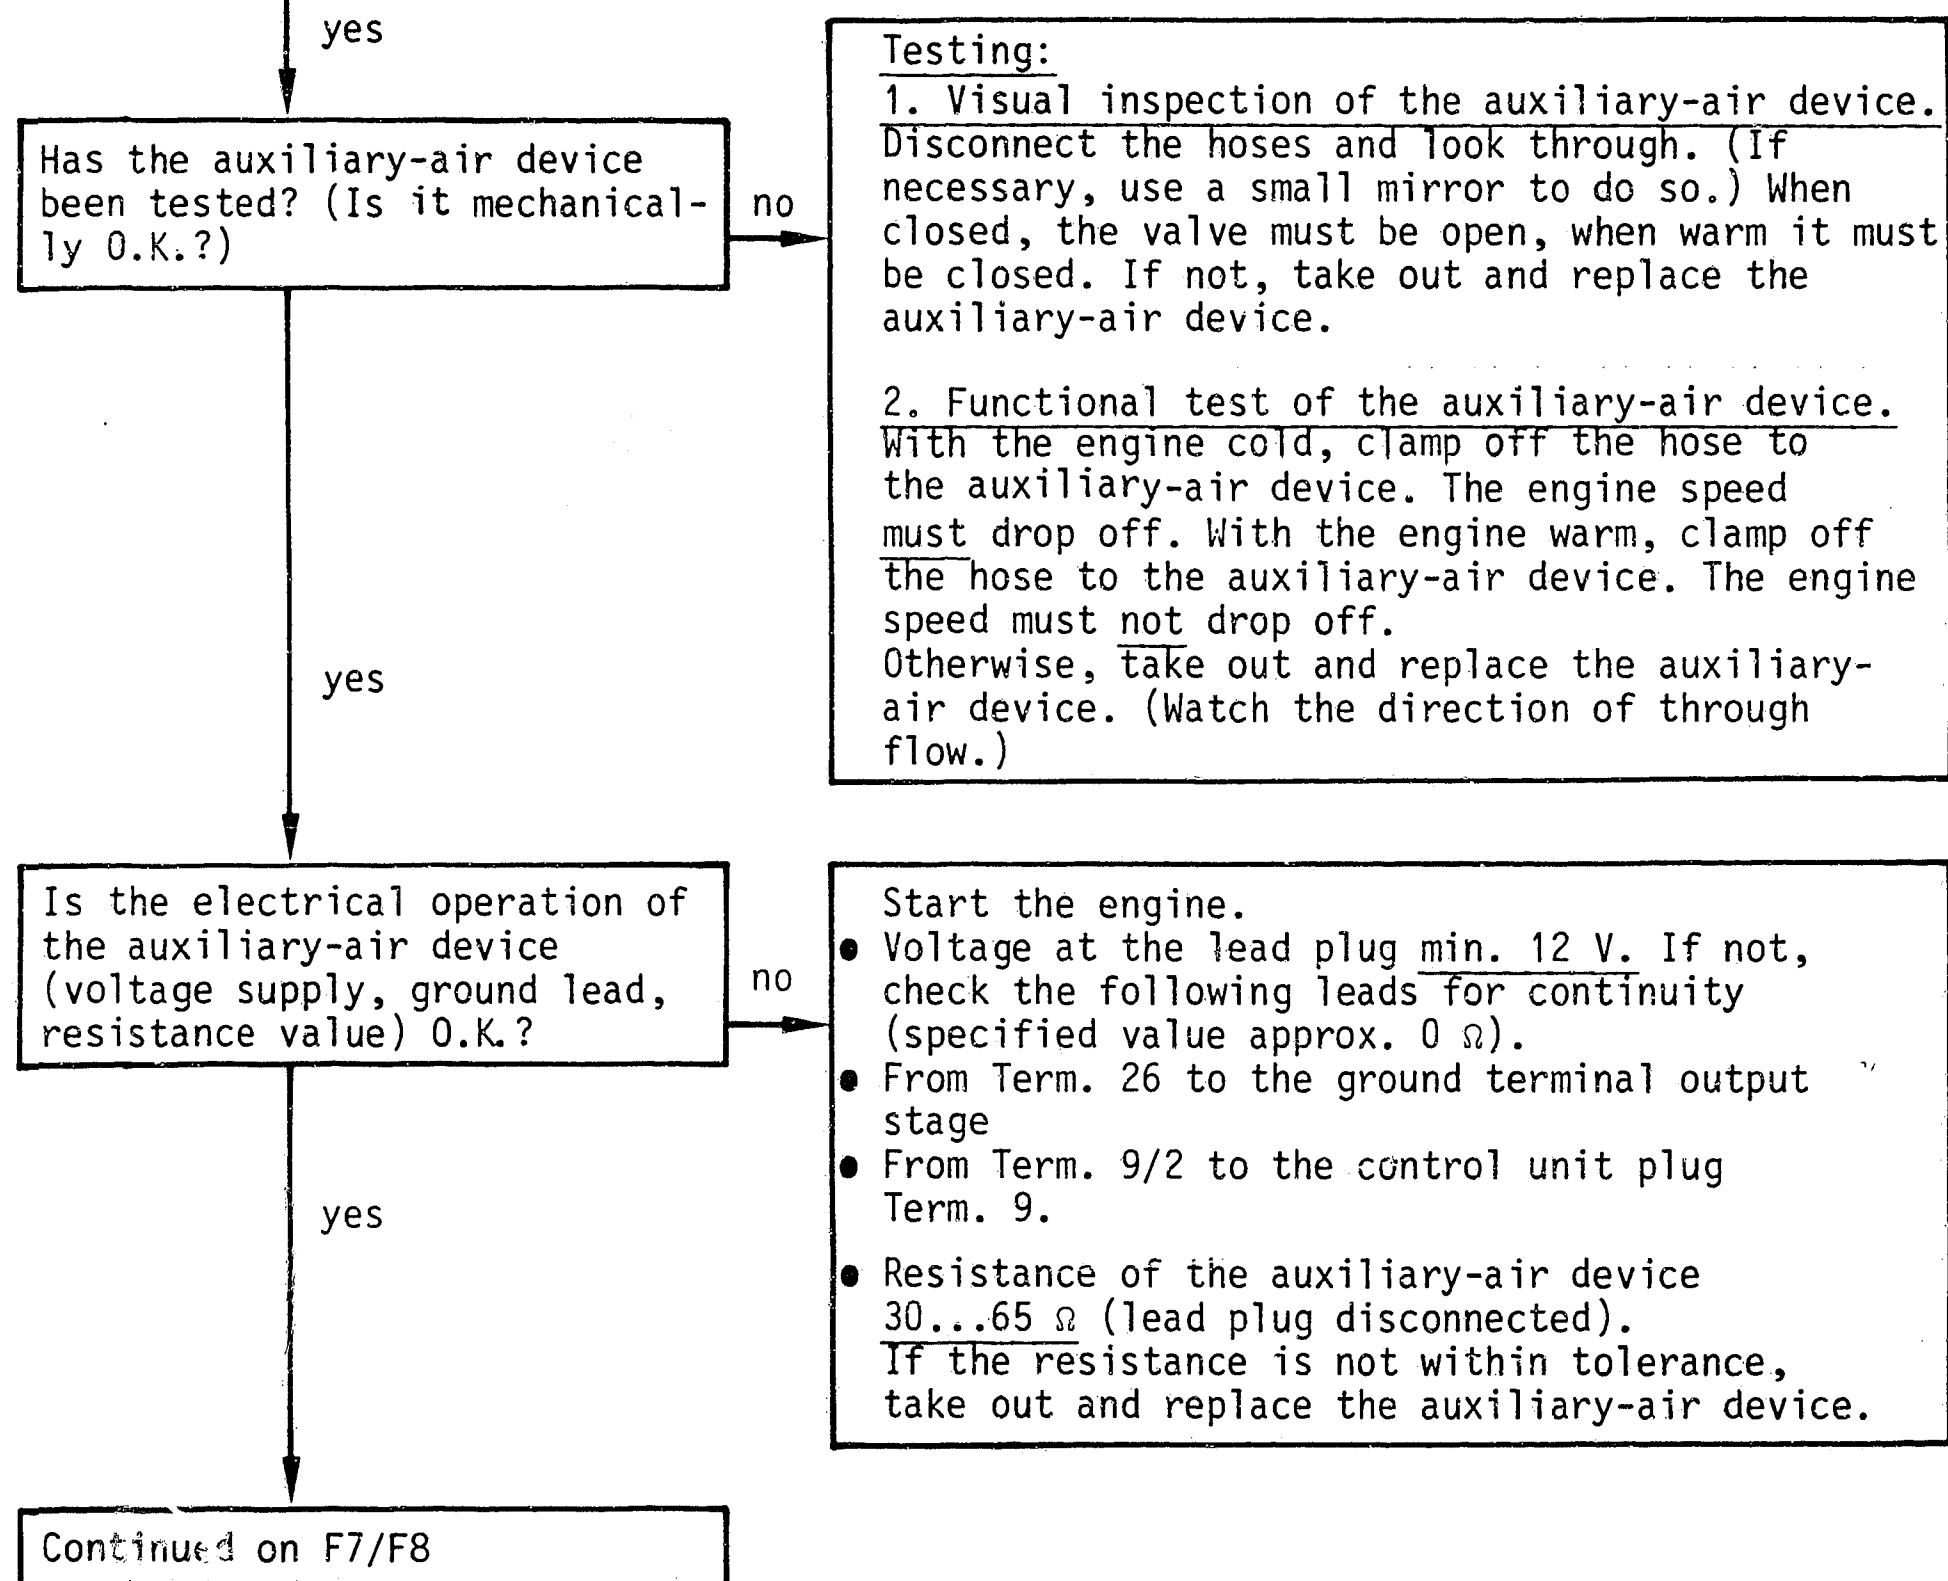 yes
Has the auxiliary-air device
been tested? (Is it mechanical-
ly O.K.?)
no
Testing:
1. Visual inspection of the auxiliary-air device.
Disconnect the hoses and look through. (If
necessary, use a small mirror to do so.) When
closed, the valve must be open, when warm it must
be closed. If not, take out and replace the
auxiliary-air device.
2. Functional test of the auxiliary-air device.
With the engine cold, clamp off the hose to
the auxiliary-air device. The engine speed
must drop off. With the engine warm, clamp off
the hose to the auxiliary-air device. The engine
speed must not drop off.
Otherwise, take out and replace the auxiliary-
air device. (Watch the direction of through
flow.)
yes
Is the electrical operation of
the auxiliary-air device
(voltage supply, ground lead,
resistance value) O.K.?
no
Start the engine.
● Voltage at the lead plug min. 12 V. If not,
check the following leads for continuity
(specified value approx. 0 Ω).
● From Term. 26 to the ground terminal output
stage
● From Term. 9/2 to the control unit plug
Term. 9.
● Resistance of the auxiliary-air device
30...65 Ω (lead plug disconnected).
If the resistance is not within tolerance,
take out and replace the auxiliary-air device.
yes
Continued on F7/F8